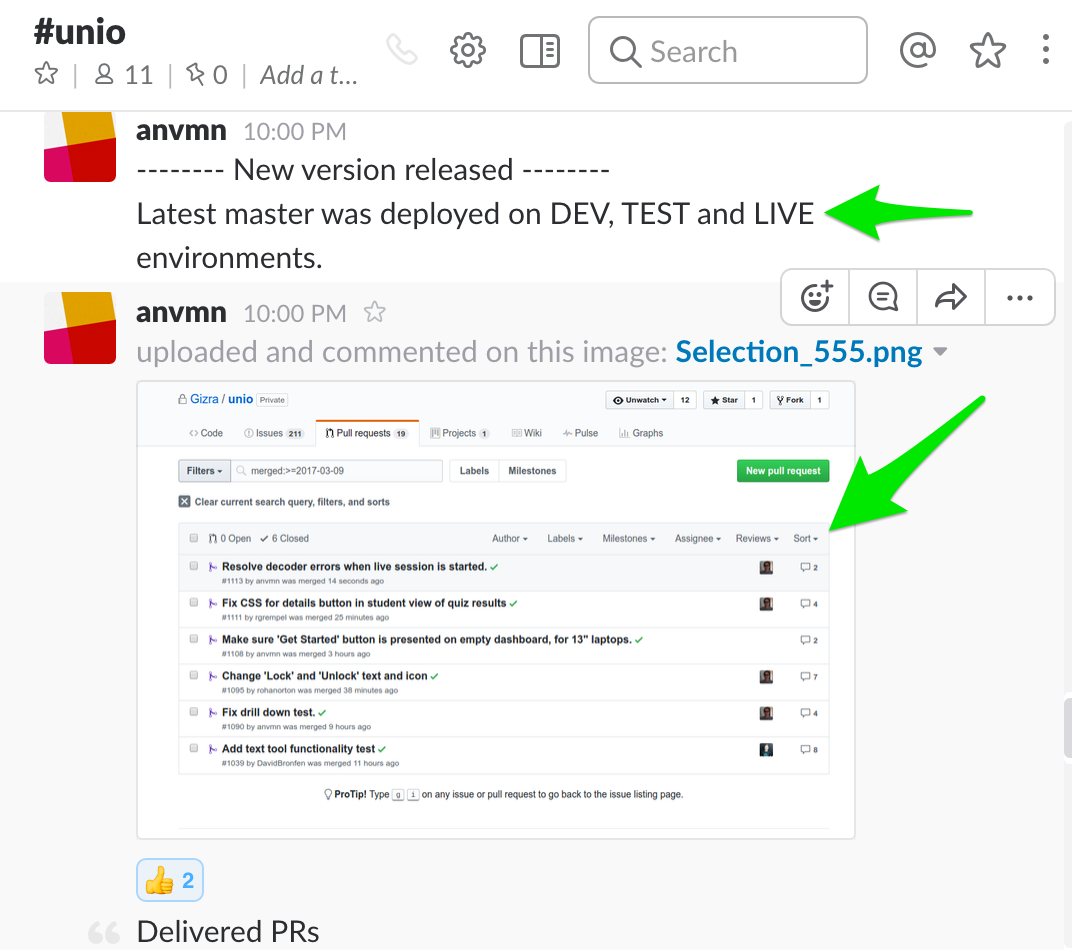 #unio
11 | 0 | Add a t...
Search
anvmn 10:00 PM
-------- New version released --------
Latest master was deployed on DEV, TEST and LIVE
environments.
anvmn 10:00 PM
uploaded and commented on this image: Selection_555.png
Gizra / unio Private
Unwatch 12 Star 1 Fork 1
Code Issues 211 Pull requests 19 Projects 1 Wiki Pulse Graphs
Filters merged:>=2017-03-09 Labels Milestones New pull request
Clear current search query, filters, and sorts
0 Open 6 Closed Author Labels Milestones Assignee Reviews Sort
Resolve decoder errors when live session is started. 2
#1113 by anvmn was merged 14 seconds ago
Fix CSS for details button in student view of quiz results 4
#1111 by rgrempel was merged 25 minutes ago
Make sure 'Get Started' button is presented on empty dashboard, for 13" laptops. 2
#1108 by anvmn was merged 3 hours ago
Change 'Lock' and 'Unlock' text and icon 7
#1095 by rohanorton was merged 38 minutes ago
Fix drill down test. 4
#1090 by anvmn was merged 9 hours ago
Add text tool functionality test 8
#1039 by DavidBronfen was merged 11 hours ago
ProTip! Type g i on any issue or pull request to go back to the issue listing page.
2
Delivered PRs